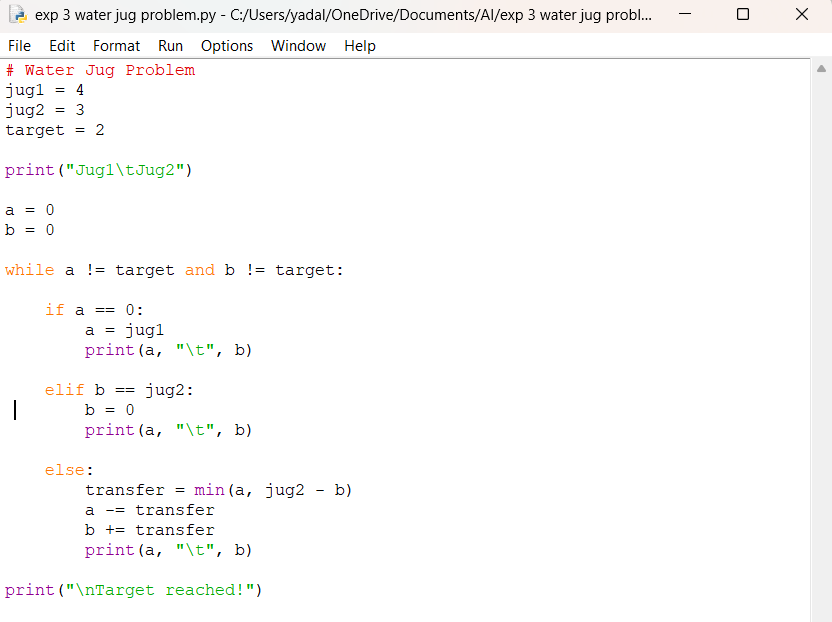 exp 3 water jug problem.py - C:/Users/yadal/OneDrive/Documents/AI/exp 3 water jug probl...
File Edit Format Run Options Window Help
# Water Jug Problem
jug1 = 4
jug2 = 3
target = 2

print("Jug1\tJug2")

a = 0
b = 0

while a != target and b != target:

    if a == 0:
        a = jug1
        print(a, "\t", b)

    elif b == jug2:
        b = 0
        print(a, "\t", b)

    else:
        transfer = min(a, jug2 - b)
        a -= transfer
        b += transfer
        print(a, "\t", b)

print("\nTarget reached!")